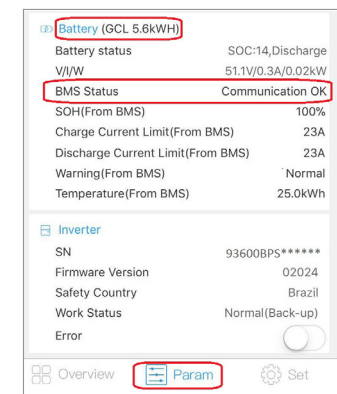 Battery (GCL 5.6kWH)
Battery status SOC:14,Discharge
V/I/W 51.1V/0.3A/0.02kW
BMS Status Communication OK
SOH(From BMS) 100%
Charge Current Limit(From BMS) 23A
Discharge Current Limit(From BMS) 23A
Warning(From BMS) Normal
Temperature(From BMS) 25.0kWh
Inverter
SN 93600BPS******
Firmware Version 02024
Safety Country Brazil
Work Status Normal(Back-up)
Error
Overview Param Set